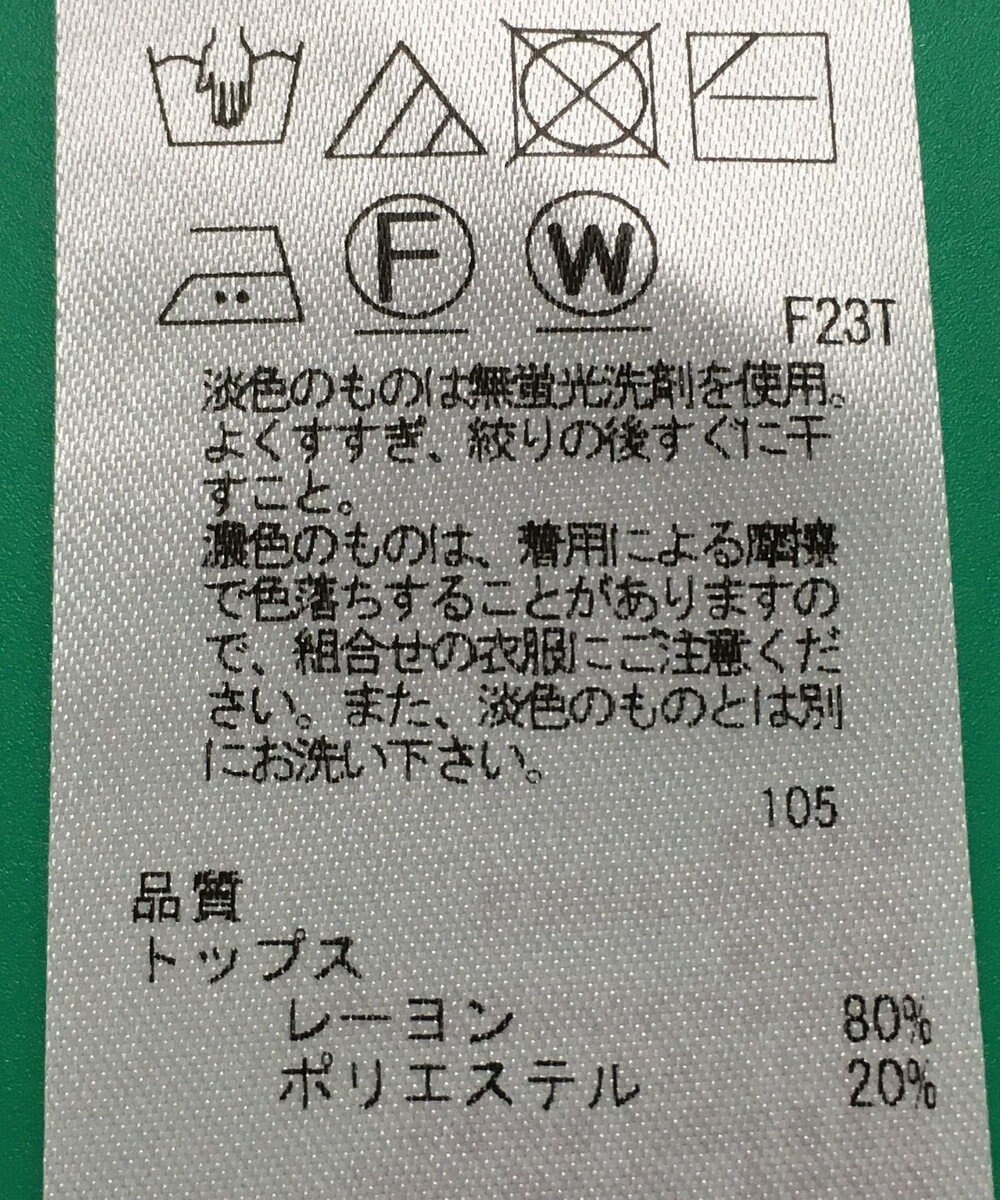 F W
F23T
淡色のものは無蛍光洗剤を使用。
よくすすぎ、絞りの後すぐに干
すこと。
濃色のものは、着用による摩擦
で色落ちすることがありますの
で、組合せの衣服にご注意くだ
さい。また、淡色のものとは別
にお洗い下さい。
105
品質
トップス
レーヨン 80%
ポリエステル 20%